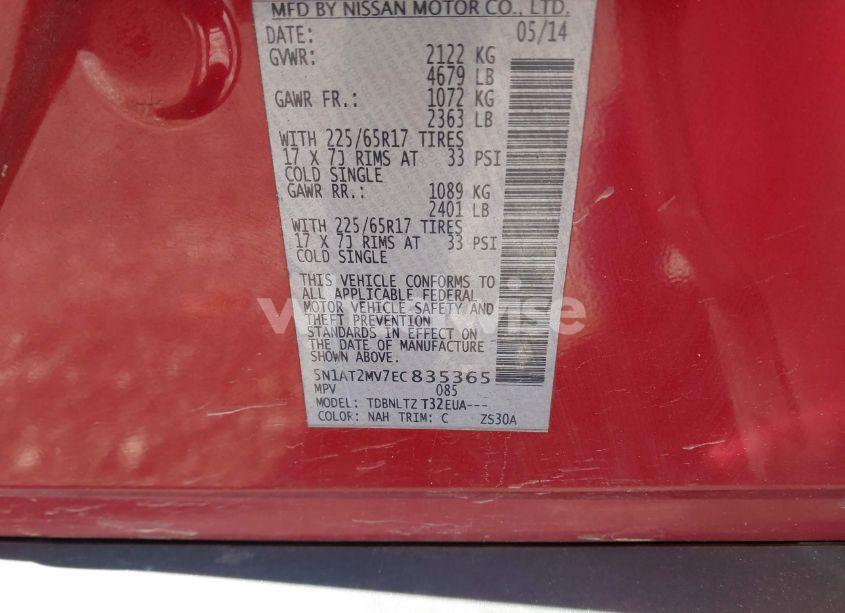 MFD BY NISSAN MOTOR CO., LTD.
DATE: 05/14
GVWR: 2122 KG
4679 LB
GAWR FR.: 1072 KG
2363 LB
WITH 225/65R17 TIRES
17 X 7J RIMS AT 33 PSI
COLD SINGLE
GAWR RR.: 1089 KG
2401 LB
WITH 225/65R17 TIRES
17 X 7J RIMS AT 33 PSI
COLD SINGLE
THIS VEHICLE CONFORMS TO
ALL APPLICABLE FEDERAL
MOTOR VEHICLE SAFETY AND
THEFT PREVENTION
STANDARDS IN EFFECT ON
THE DATE OF MANUFACTURE
SHOWN ABOVE.
5N1AT2MV7EC835365
MPV 085
MODEL: TDBNLTZ T32EUA---
COLOR: NAH TRIM: C ZS30A